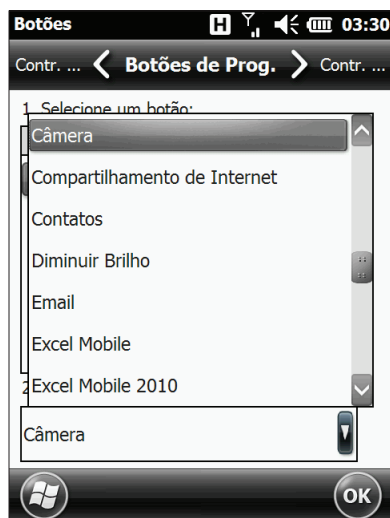 Botões H 03:30
Contr. ... Botões de Prog. Contr. ...
1. Selecione um botão:
Câmera
Compartilhamento de Internet
Contatos
Diminuir Brilho
Email
Excel Mobile
2 Excel Mobile 2010
Câmera
OK